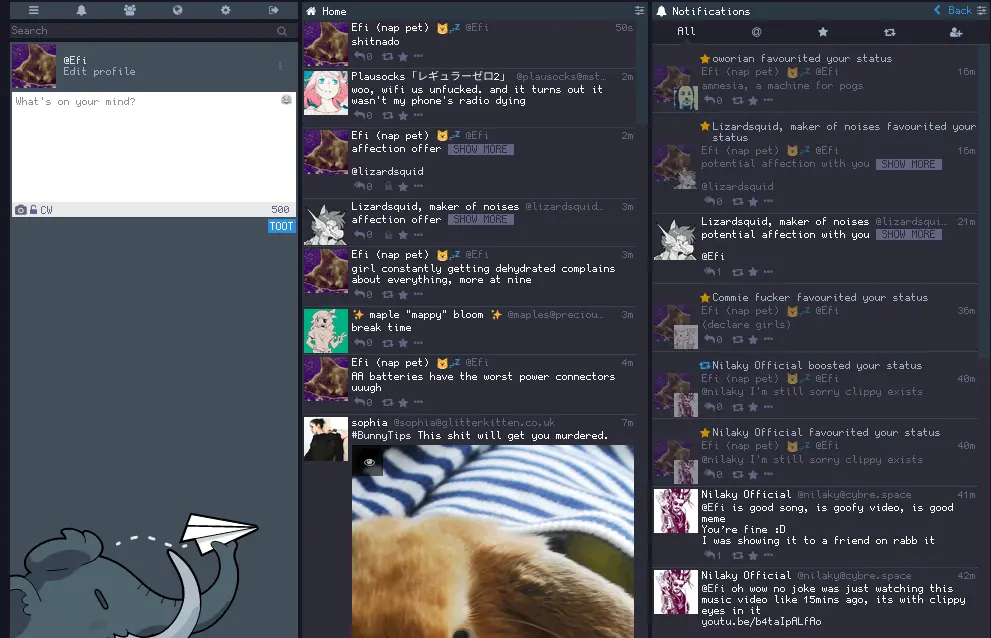 Search
@Efi
Edit profile
What's on your mind?
CW
500
TOOT
Home
Efi (nap pet) 🐱💤 @Efi 50s
shitnado
0
Plausocks「レギュラーゼロ2」 @plausocks@mst… 2m
woo, wifi us unfucked. and it turns out it
wasn't my phone's radio dying
0
Efi (nap pet) 🐱💤 @Efi 2m
affection offer SHOW MORE
@lizardsquid
0
Lizardsquid, maker of noises @lizardsquid… 3m
affection offer SHOW MORE
0
Efi (nap pet) 🐱💤 @Efi 3m
girl constantly getting dehydrated complains
about everything, more at nine
0
✨ maple "mappy" bloom ✨ @maples@preciou… 3m
break time
0
Efi (nap pet) 🐱💤 @Efi 4m
AA batteries have the worst power connectors
uuugh
0
sophia @sophia@glitterkitten.co.uk 7m
#BunnyTips This shit will get you murdered.
Notifications
Back
All
@
oworian favourited your status
Efi (nap pet) 🐱💤 @Efi 16m
amnesia, a machine for pogs
0
Lizardsquid, maker of noises favourited your
status
Efi (nap pet) 🐱💤 @Efi 16m
potential affection with you SHOW MORE
@lizardsquid
0
Lizardsquid, maker of noises @lizardsqui… 21m
potential affection with you SHOW MORE
@Efi
1
Commie fucker favourited your status
Efi (nap pet) 🐱💤 @Efi 36m
(declare girls)
0
Nilaky Official boosted your status
Efi (nap pet) 🐱💤 @Efi 40m
@nilaky I'm still sorry clippy exists
0
Nilaky Official favourited your status
Efi (nap pet) 🐱💤 @Efi 40m
@nilaky I'm still sorry clippy exists
0
Nilaky Official @nilaky@cybre.space 41m
@Efi is good song, is goofy video, is good
meme
You're fine :D
I was showing it to a friend on rabb it
1
Nilaky Official @nilaky@cybre.space 42m
@Efi oh wow no joke was just watching this
music video like 15mins ago, its with clippy
eyes in it
youtu.be/b4taIpALfAo